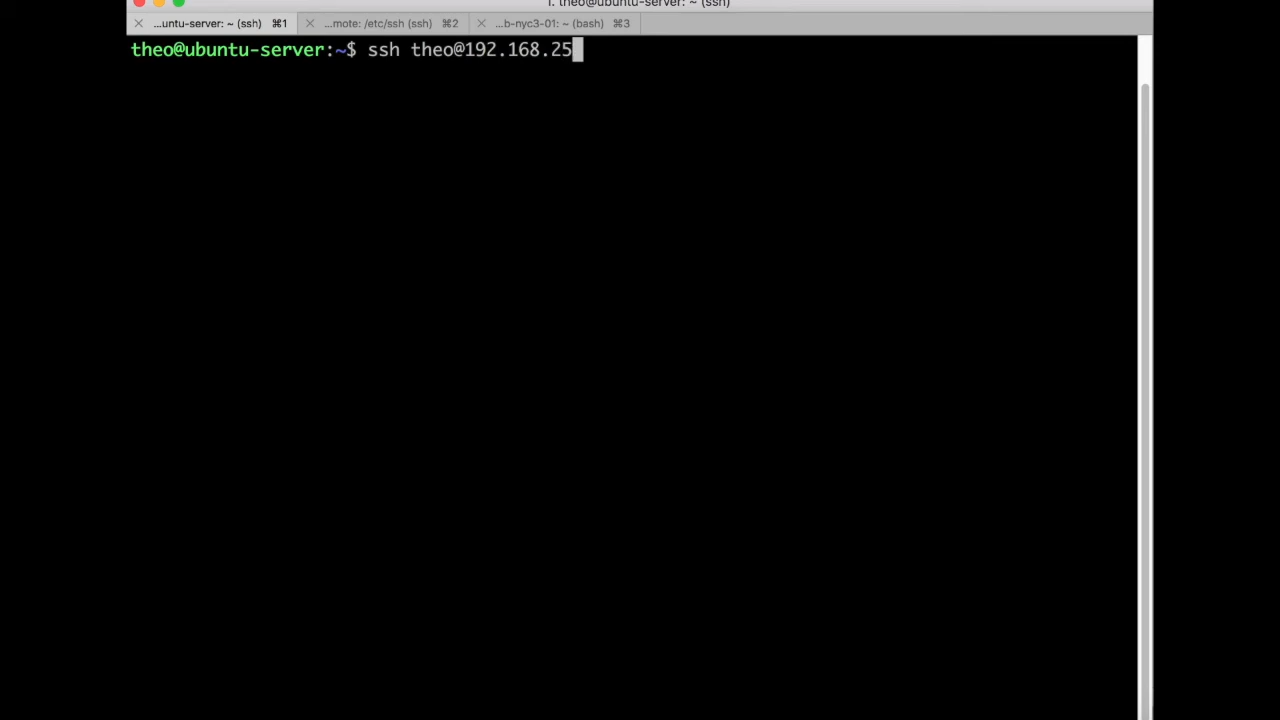 1. theo@ubuntu-server: ~ (ssh)
...untu-server: ~ (ssh) ⌘1 ...mote: /etc/ssh (ssh) ⌘2 ...b-nyc3-01: ~ (bash) ⌘3
theo@ubuntu-server:~$ ssh theo@192.168.25